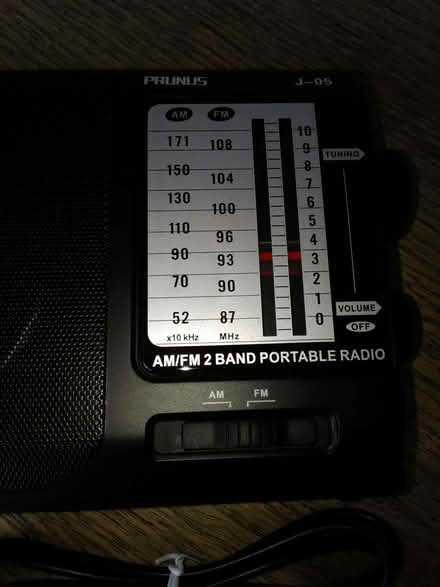 PRUNUS J-05
AM FM
10
171 108 9 TUNING
8
150 104 7
130 100 6
5
110 96 4
90 93 3
70 90 2
1 VOLUME
52 87 0 OFF
x10 kHz MHz
AM/FM 2 BAND PORTABLE RADIO
AM FM